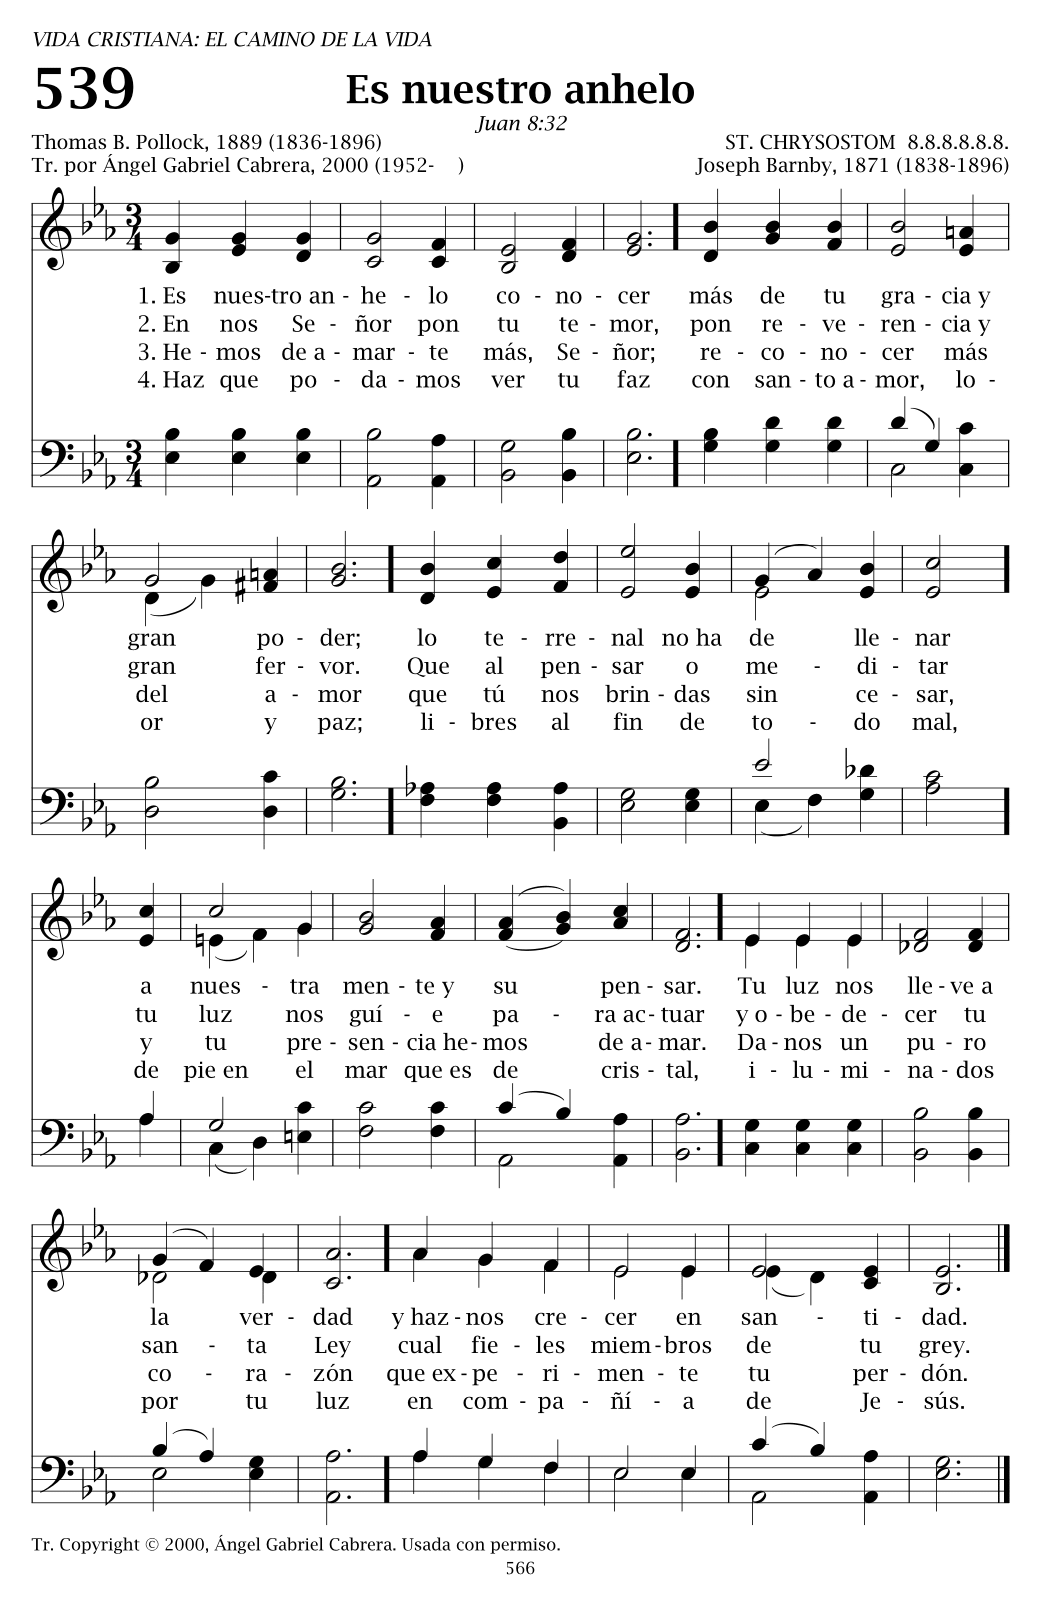 VIDA CRISTIANA: EL CAMINO DE LA VIDA
539
Es nuestro anhelo
Juan 8:32
Thomas B. Pollock, 1889 (1836-1896)
ST. CHRYSOSTOM 8.8.8.8.8.8.
Tr. por Ángel Gabriel Cabrera, 2000 (1952- )
Joseph Barnby, 1871 (1838-1896)
3 4
1. Es nues-tro an - he - lo co - no - cer más de tu gra - cia y
2. En nos Se - ñor pon tu te - mor, pon re - ve - ren - cia y
3. He - mos de a - mar - te más, Se - ñor; re - co - no - cer más
4. Haz que po - da - mos ver tu faz con san - to a - mor, lo -
3 4
gran po - der; lo te - rre - nal no ha de lle - nar
gran fer - vor. Que al pen - sar o me - di - tar
del a - mor que tú nos brin - das sin ce - sar,
or y paz; li - bres al fin de to - do mal,
a nues - tra men - te y su pen - sar. Tu luz nos lle - ve a
tu luz nos guí - e pa - ra ac - tuar y o - be - de - cer tu
y tu pre - sen - cia he - mos de a - mar. Da - nos un pu - ro
de pie en el mar que es de cris - tal, i - lu - mi - na - dos
la ver - dad y haz - nos cre - cer en san - ti - dad.
san - ta Ley cual fie - les miem - bros de tu grey.
co - ra - zón que ex - pe - ri - men - te tu per - dón.
por tu luz en com - pa - ñí - a de Je - sús.
Tr. Copyright © 2000, Ángel Gabriel Cabrera. Usada con permiso.
566